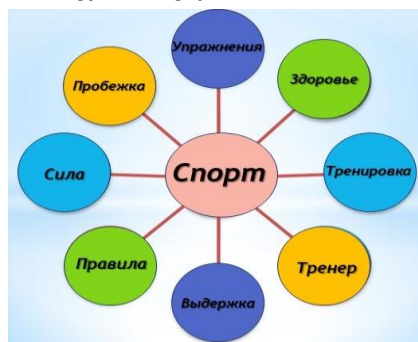 Упражнения
Пробежка
Здоровье
Сила
Спорт
Тренировка
Правила
Тренер
Выдержка